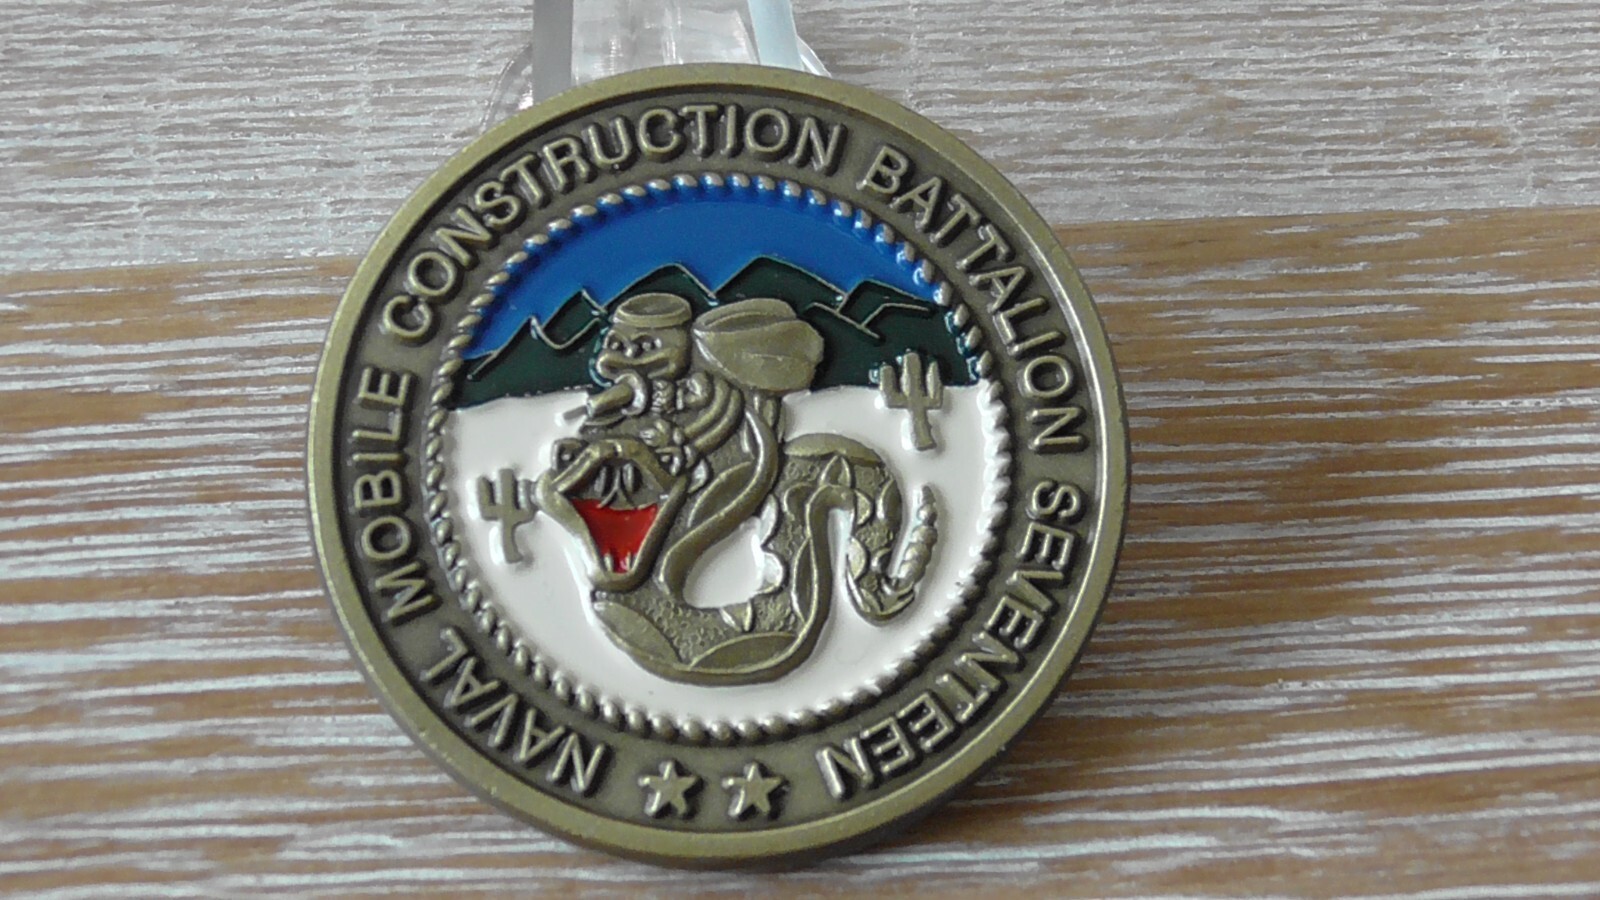 NAVAL MOBILE CONSTRUCTION BATTALION SEVENTEEN